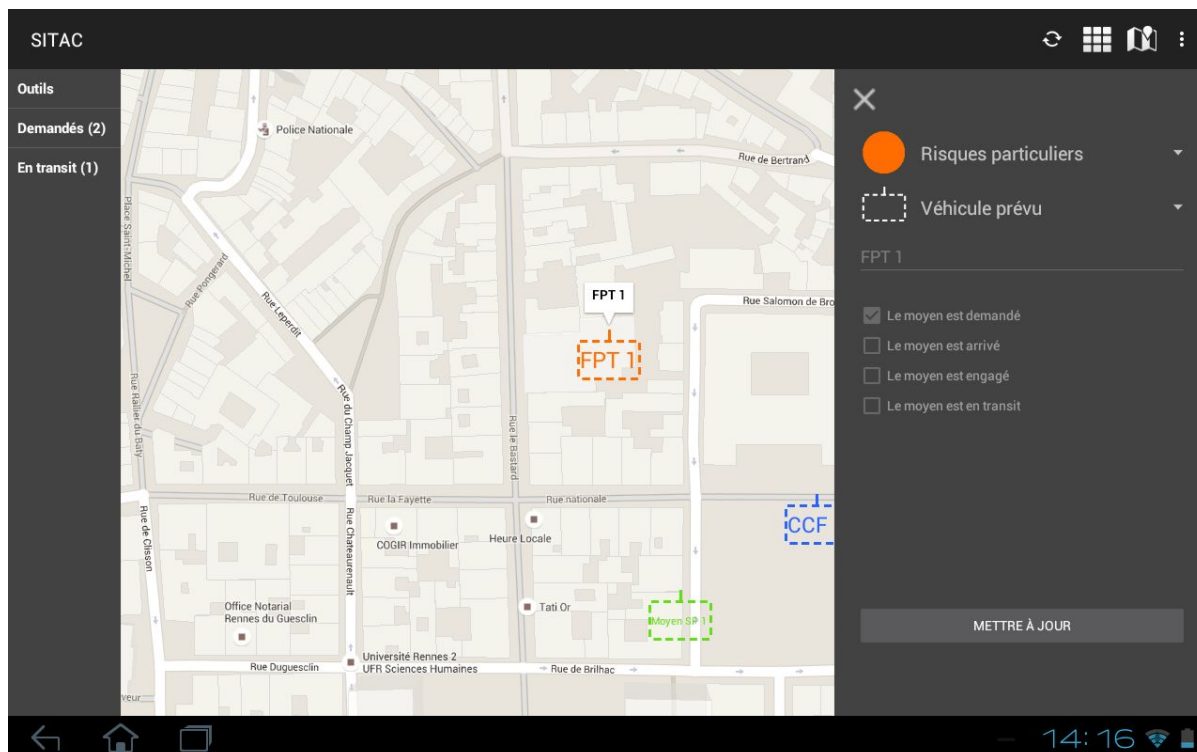 SITAC
Outils
Demandés (2)
En transit (1)
Police Nationale
Rue de Bertrand
Place Saint-Michel
Rue Pongerard
Rue Leperdit
FPT 1
Rue Salomon de Bro
FPT 1
Rue du Champ Jacquet
Rue Rallier du Baty
Rue le Bastard
Rue de Toulouse
Rue la Fayette
Rue nationale
CCF
Rue de Clisson
Rue Chateaurenault
COGIR Immobilier
Heure Locale
Office Notarial
Rennes du Guesclin
Tati Or
Moyen SP 1
Université Rennes 2
UFR Sciences Humaines
Rue Duguesclin
Rue de Brilhac
veur
Risques particuliers
Véhicule prévu
FPT 1
Le moyen est demandé
Le moyen est arrivé
Le moyen est engagé
Le moyen est en transit
METTRE À JOUR
14:16